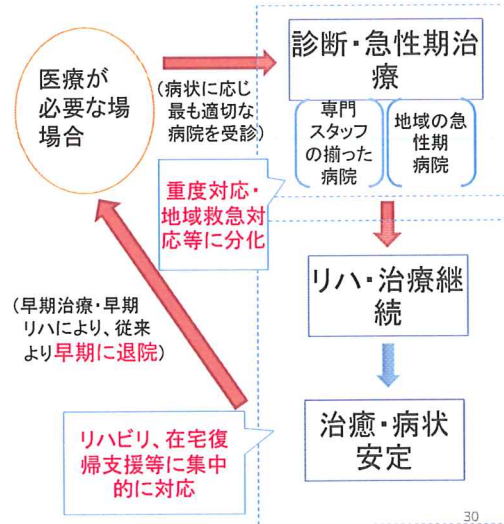 医療が
必要な場
場合
(病状に応じ
最も適切な
病院を受診)
診断・急性期治
療
専門
スタッフ
の揃った
病院
地域の急
性期
病院
重度対応・
地域救急対
応等に分化
リハ・治療継
続
(早期治療・早期
リハにより、従来
より早期に退院)
リハビリ、在宅復
帰支援等に集中
的に対応
治癒・病状
安定
30